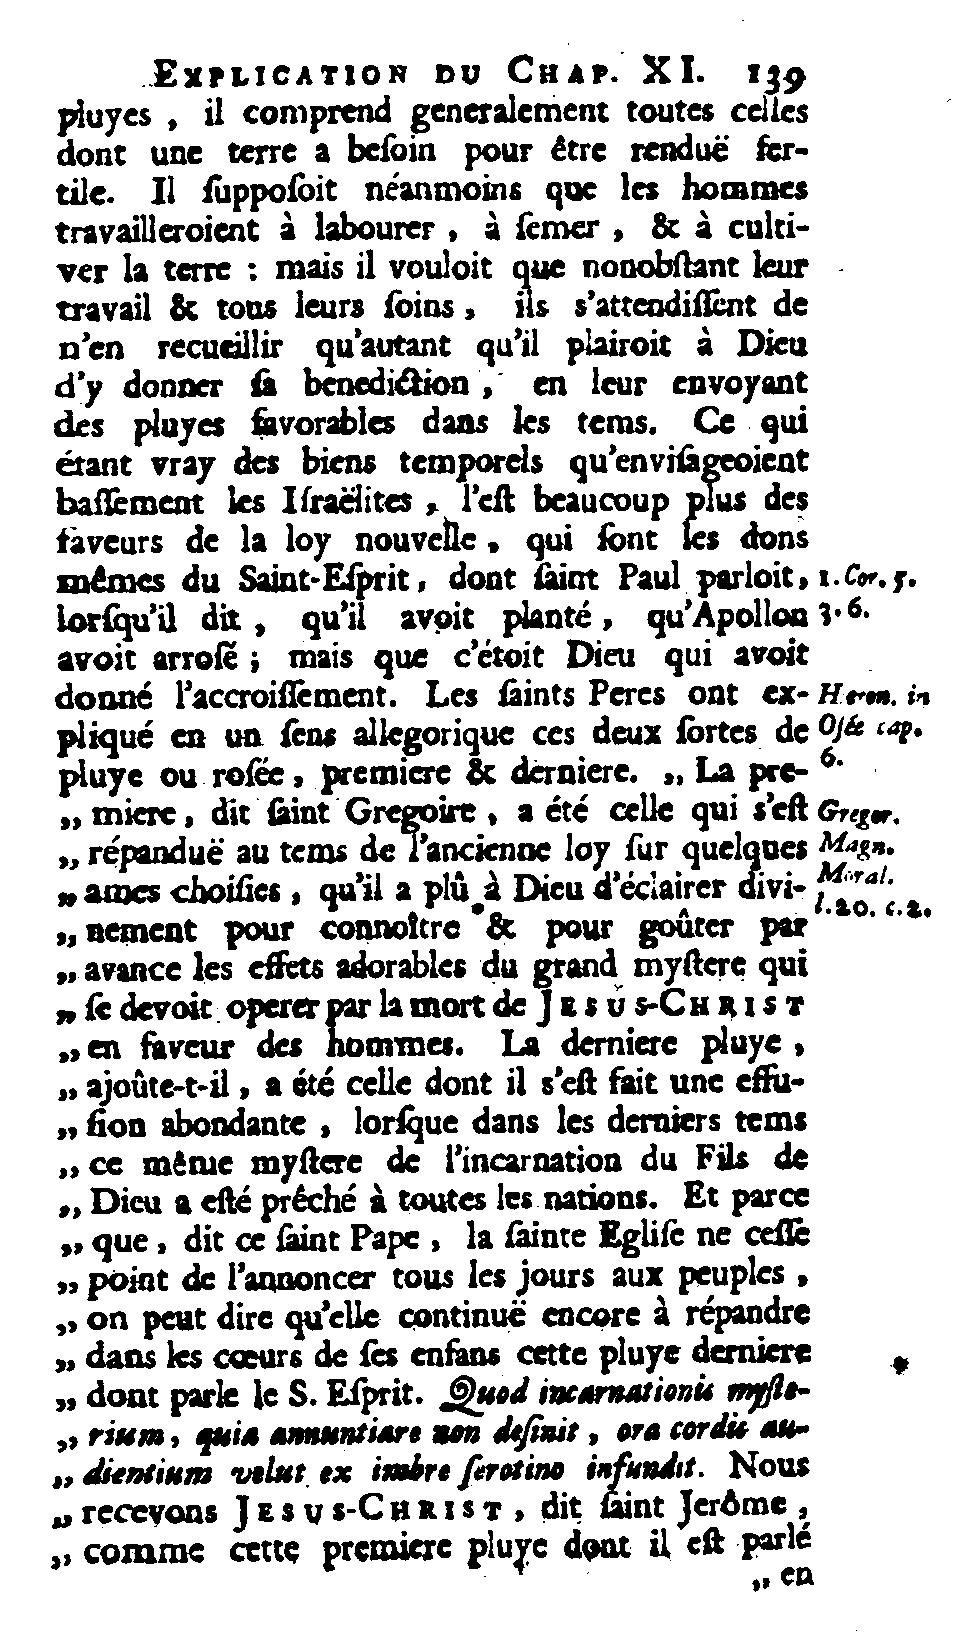 EXPLICATION DU CHAP. XI. 139
pluyes, il comprend generalement toutes celles
dont une terre a beſoin pour être renduë fer-
tile. Il ſuppoſoit néanmoins que les hommes
travailleroient à labourer, à ſemer, & à culti-
ver la terre : mais il vouloit que nonobſtant leur
travail & tous leurs ſoins, ils s'attendiſſent de
n'en recueillir qu'autant qu'il plairoit à Dieu
d'y donner ſa benediction, en leur envoyant
des pluyes favorables dans les tems. Ce qui
étant vray des biens temporels qu'enviſageoient
baſſement les Iſraëlites, l'eſt beaucoup plus des
faveurs de la loy nouvelle, qui ſont les dons
mêmes du Saint-Eſprit, dont ſaint Paul parloit,
1. Cor. 5.
lorſqu'il dit, qu'il avoit planté, qu'Apollon
3. 6.
avoit arroſé ; mais que c'étoit Dieu qui avoit
donné l'accroiſſement. Les ſaints Peres ont ex-
Hieron. in
pliqué en un ſens allegorique ces deux ſortes de
Oſée cap.
pluye ou roſée, premiere & derniere. „ La pre-
6.
„ miere, dit ſaint Gregoire, a été celle qui s'eſt
Gregor.
„ répanduë au tems de l'ancienne loy ſur quelques
Magn.
„ ames choiſies, qu'il a plû à Dieu d'éclairer divi-
Moral.
l. 20. c. 2.
„ nement pour connoître & pour goûter par
„ avance les effets adorables du grand myſtere qui
„ ſe devoit operer par la mort de JESUS-CHRIST
„ en faveur des hommes. La derniere pluye,
„ ajoûte-t-il, a été celle dont il s'eſt fait une effu-
„ ſion abondante, lorſque dans les derniers tems
„ ce même myſtere de l'incarnation du Fils de
„ Dieu a eſté prêché à toutes les nations. Et parce
„ que, dit ce ſaint Pape, la ſainte Egliſe ne ceſſe
„ point de l'annoncer tous les jours aux peuples,
„ on peut dire qu'elle continuë encore à répandre
„ dans les cœurs de ſes enfans cette pluye derniere
„ dont parle le S. Eſprit. Quod incarnationis myſte-
„ rium, quia annuntiare non deſinit, ora cordis au-
„ dientium velut ex imbre ſerotino infundit. Nous
„ recevons JESUS-CHRIST, dit ſaint Jerôme,
„ comme cette premiere pluye dont il eſt parlé
„ en